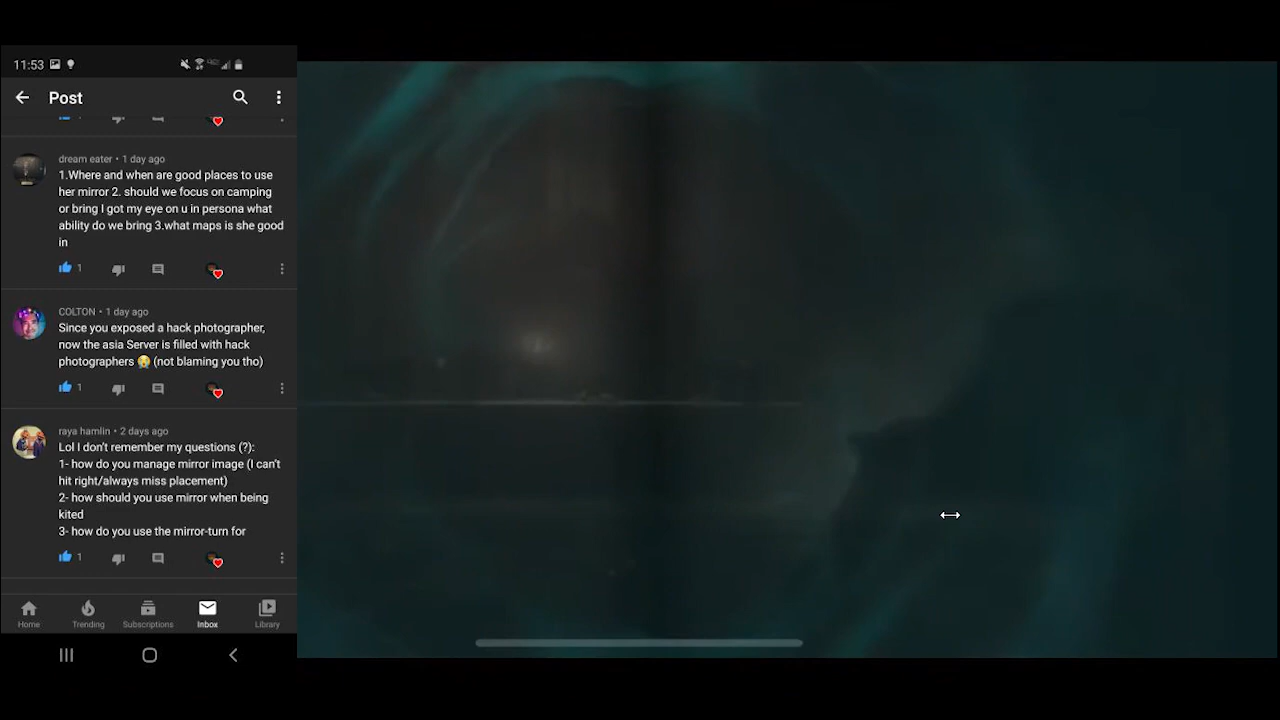 11:53
Post
dream eater • 1 day ago
1.Where and when are good places to use
her mirror 2. should we focus on camping
or bring I got my eye on u in persona what
ability do we bring 3.what maps is she good
in
1
COLTON • 1 day ago
Since you exposed a hack photographer,
now the asia Server is filled with hack
photographers 😭 (not blaming you tho)
1
raya hamlin • 2 days ago
Lol I don't remember my questions (?):
1- how do you manage mirror image (I can't
hit right/always miss placement)
2- how should you use mirror when being
kited
3- how do you use the mirror-turn for
1
Home
Trending
Subscriptions
Inbox
Library